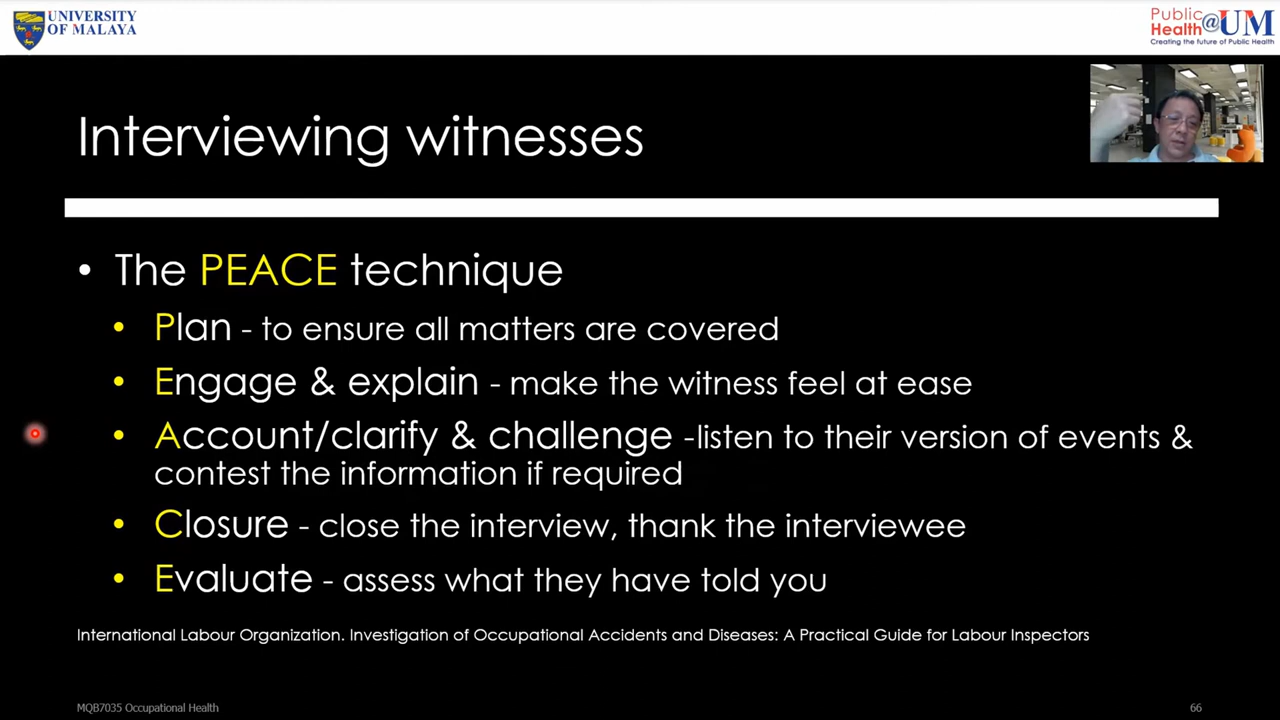 UNIVERSITY
OF MALAYA
Public
Health@UM
Creating the future of Public Health
Interviewing witnesses
• The PEACE technique
• Plan - to ensure all matters are covered
• Engage & explain - make the witness feel at ease
• Account/clarify & challenge -listen to their version of events &
contest the information if required
• Closure - close the interview, thank the interviewee
• Evaluate - assess what they have told you
International Labour Organization. Investigation of Occupational Accidents and Diseases: A Practical Guide for Labour Inspectors
MQB7035 Occupational Health
66